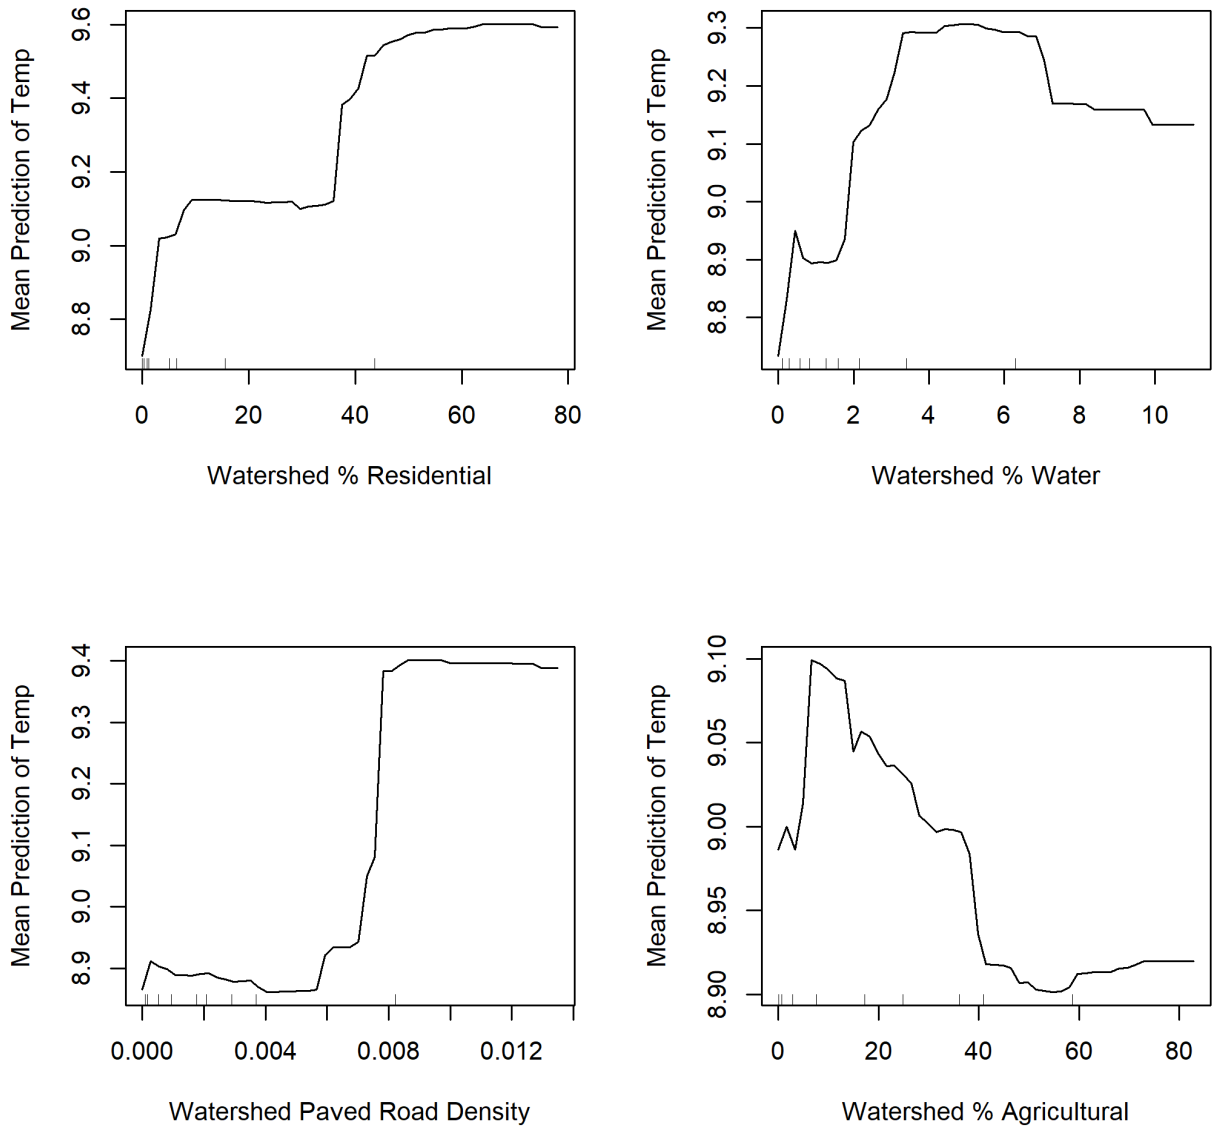 Mean Prediction of Temp
9.6
9.4
9.2
9.0
8.8
0 20 40 60 80
Watershed % Residential
Mean Prediction of Temp
9.3
9.2
9.1
9.0
8.9
8.8
0 2 4 6 8 10
Watershed % Water
Mean Prediction of Temp
9.4
9.3
9.2
9.1
9.0
8.9
0.000 0.004 0.008 0.012
Watershed Paved Road Density
Mean Prediction of Temp
9.10
9.05
9.00
8.95
8.90
0 20 40 60 80
Watershed % Agricultural